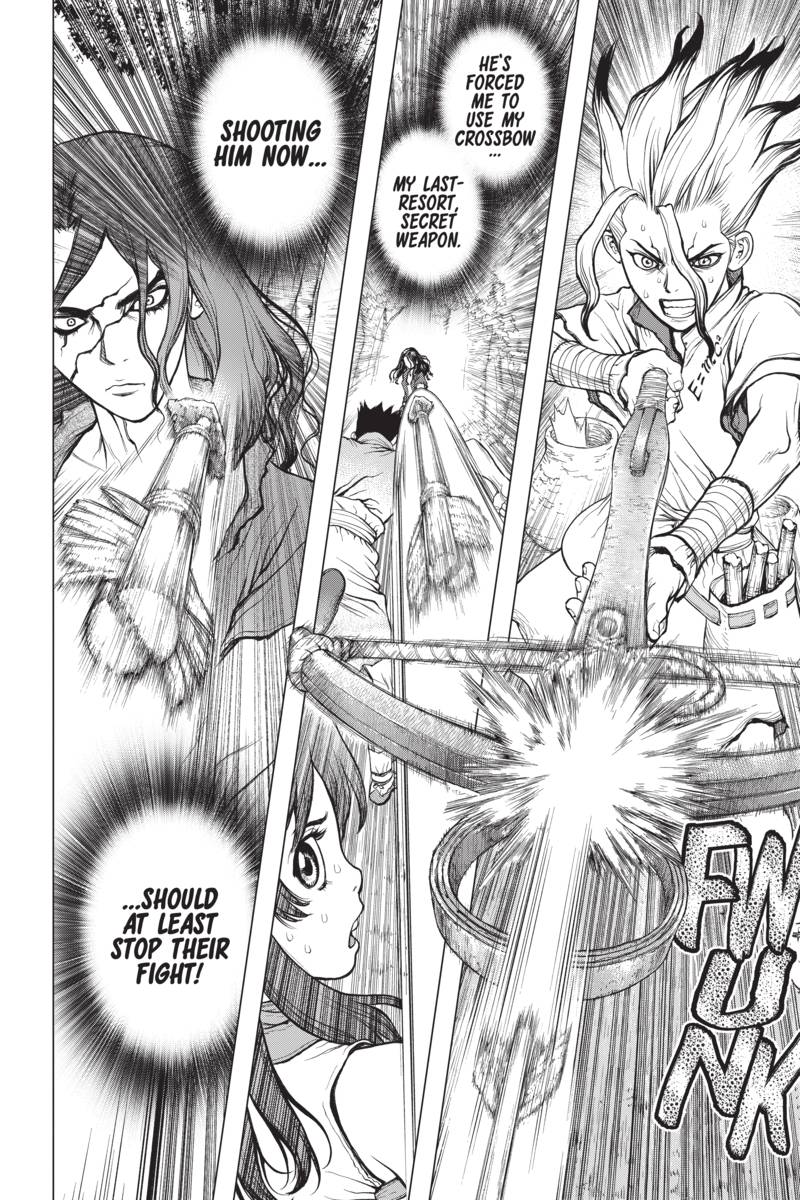 HE'S
FORCED
ME TO
USE MY
CROSSBOW
...
MY LAST-
RESORT,
SECRET
WEAPON.
E=mc²
FWUNK
SHOOTING
HIM NOW...
...SHOULD
AT LEAST
STOP THEIR
FIGHT!